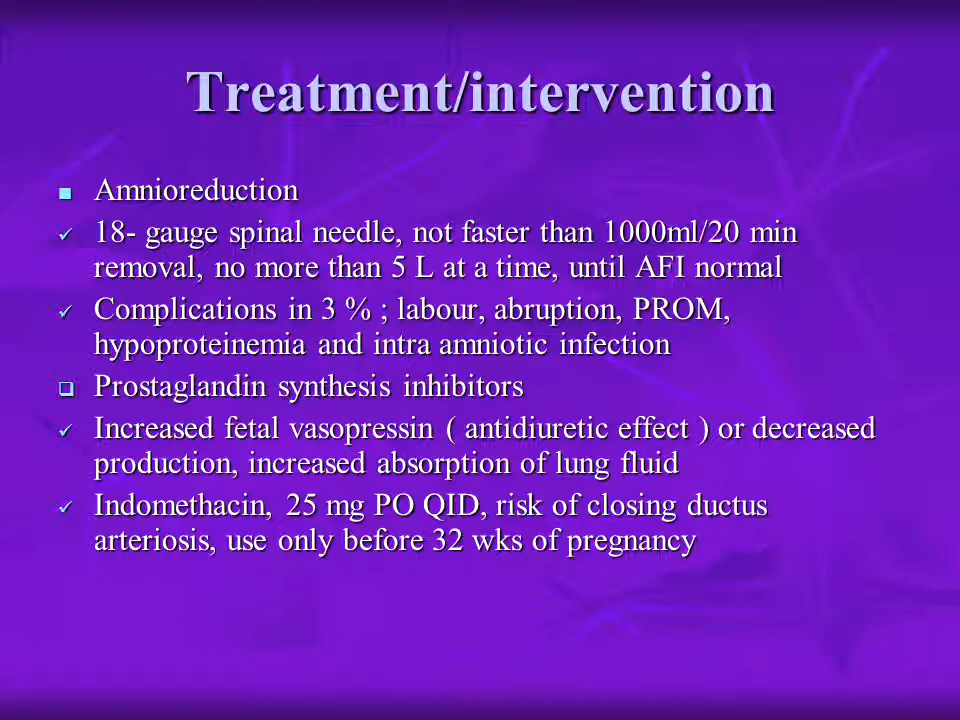 Treatment/intervention
Amnioreduction
18- gauge spinal needle, not faster than 1000ml/20 min
removal, no more than 5 L at a time, until AFI normal
Complications in 3 % ; labour, abruption, PROM,
hypoproteinemia and intra amniotic infection
Prostaglandin synthesis inhibitors
Increased fetal vasopressin ( antidiuretic effect ) or decreased
production, increased absorption of lung fluid
Indomethacin, 25 mg PO QID, risk of closing ductus
arteriosis, use only before 32 wks of pregnancy